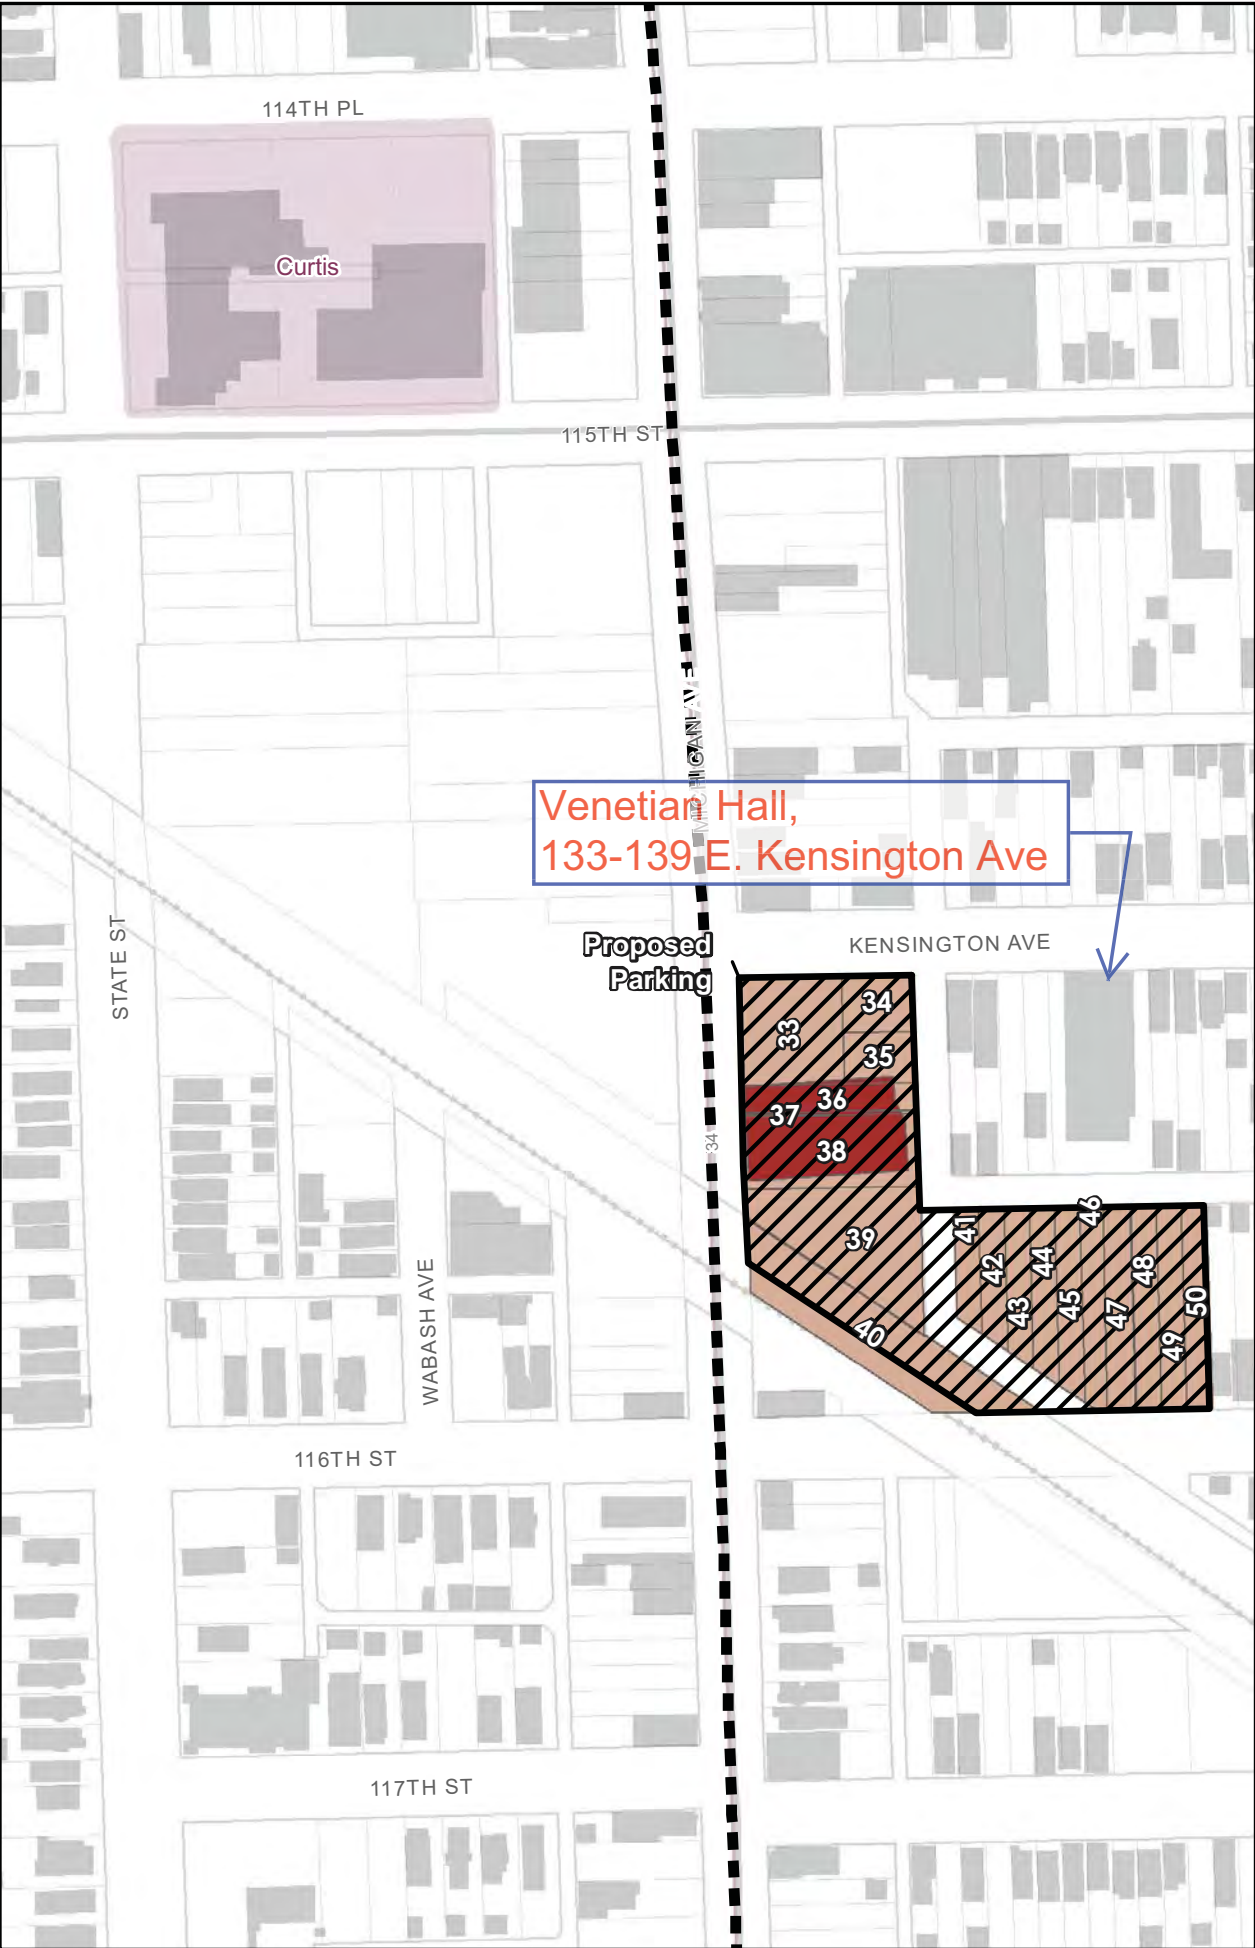 114TH PL
Curtis
115TH ST
MICHIGAN AVE
Venetian Hall,
133-139 E. Kensington Ave
Proposed
Parking
KENSINGTON AVE
STATE ST
33
34
35
36
37
38
34
39
40
41
42
43
44
45
46
47
48
49
50
WABASH AVE
116TH ST
117TH ST